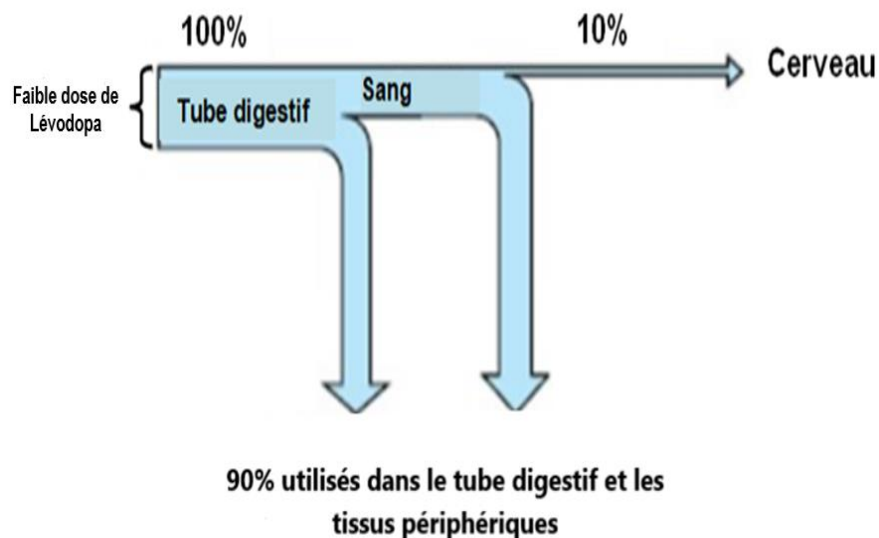 100%
10%
Cerveau
Faible dose de
Lévodopa
Tube digestif
Sang
90% utilisés dans le tube digestif et les
tissus périphériques